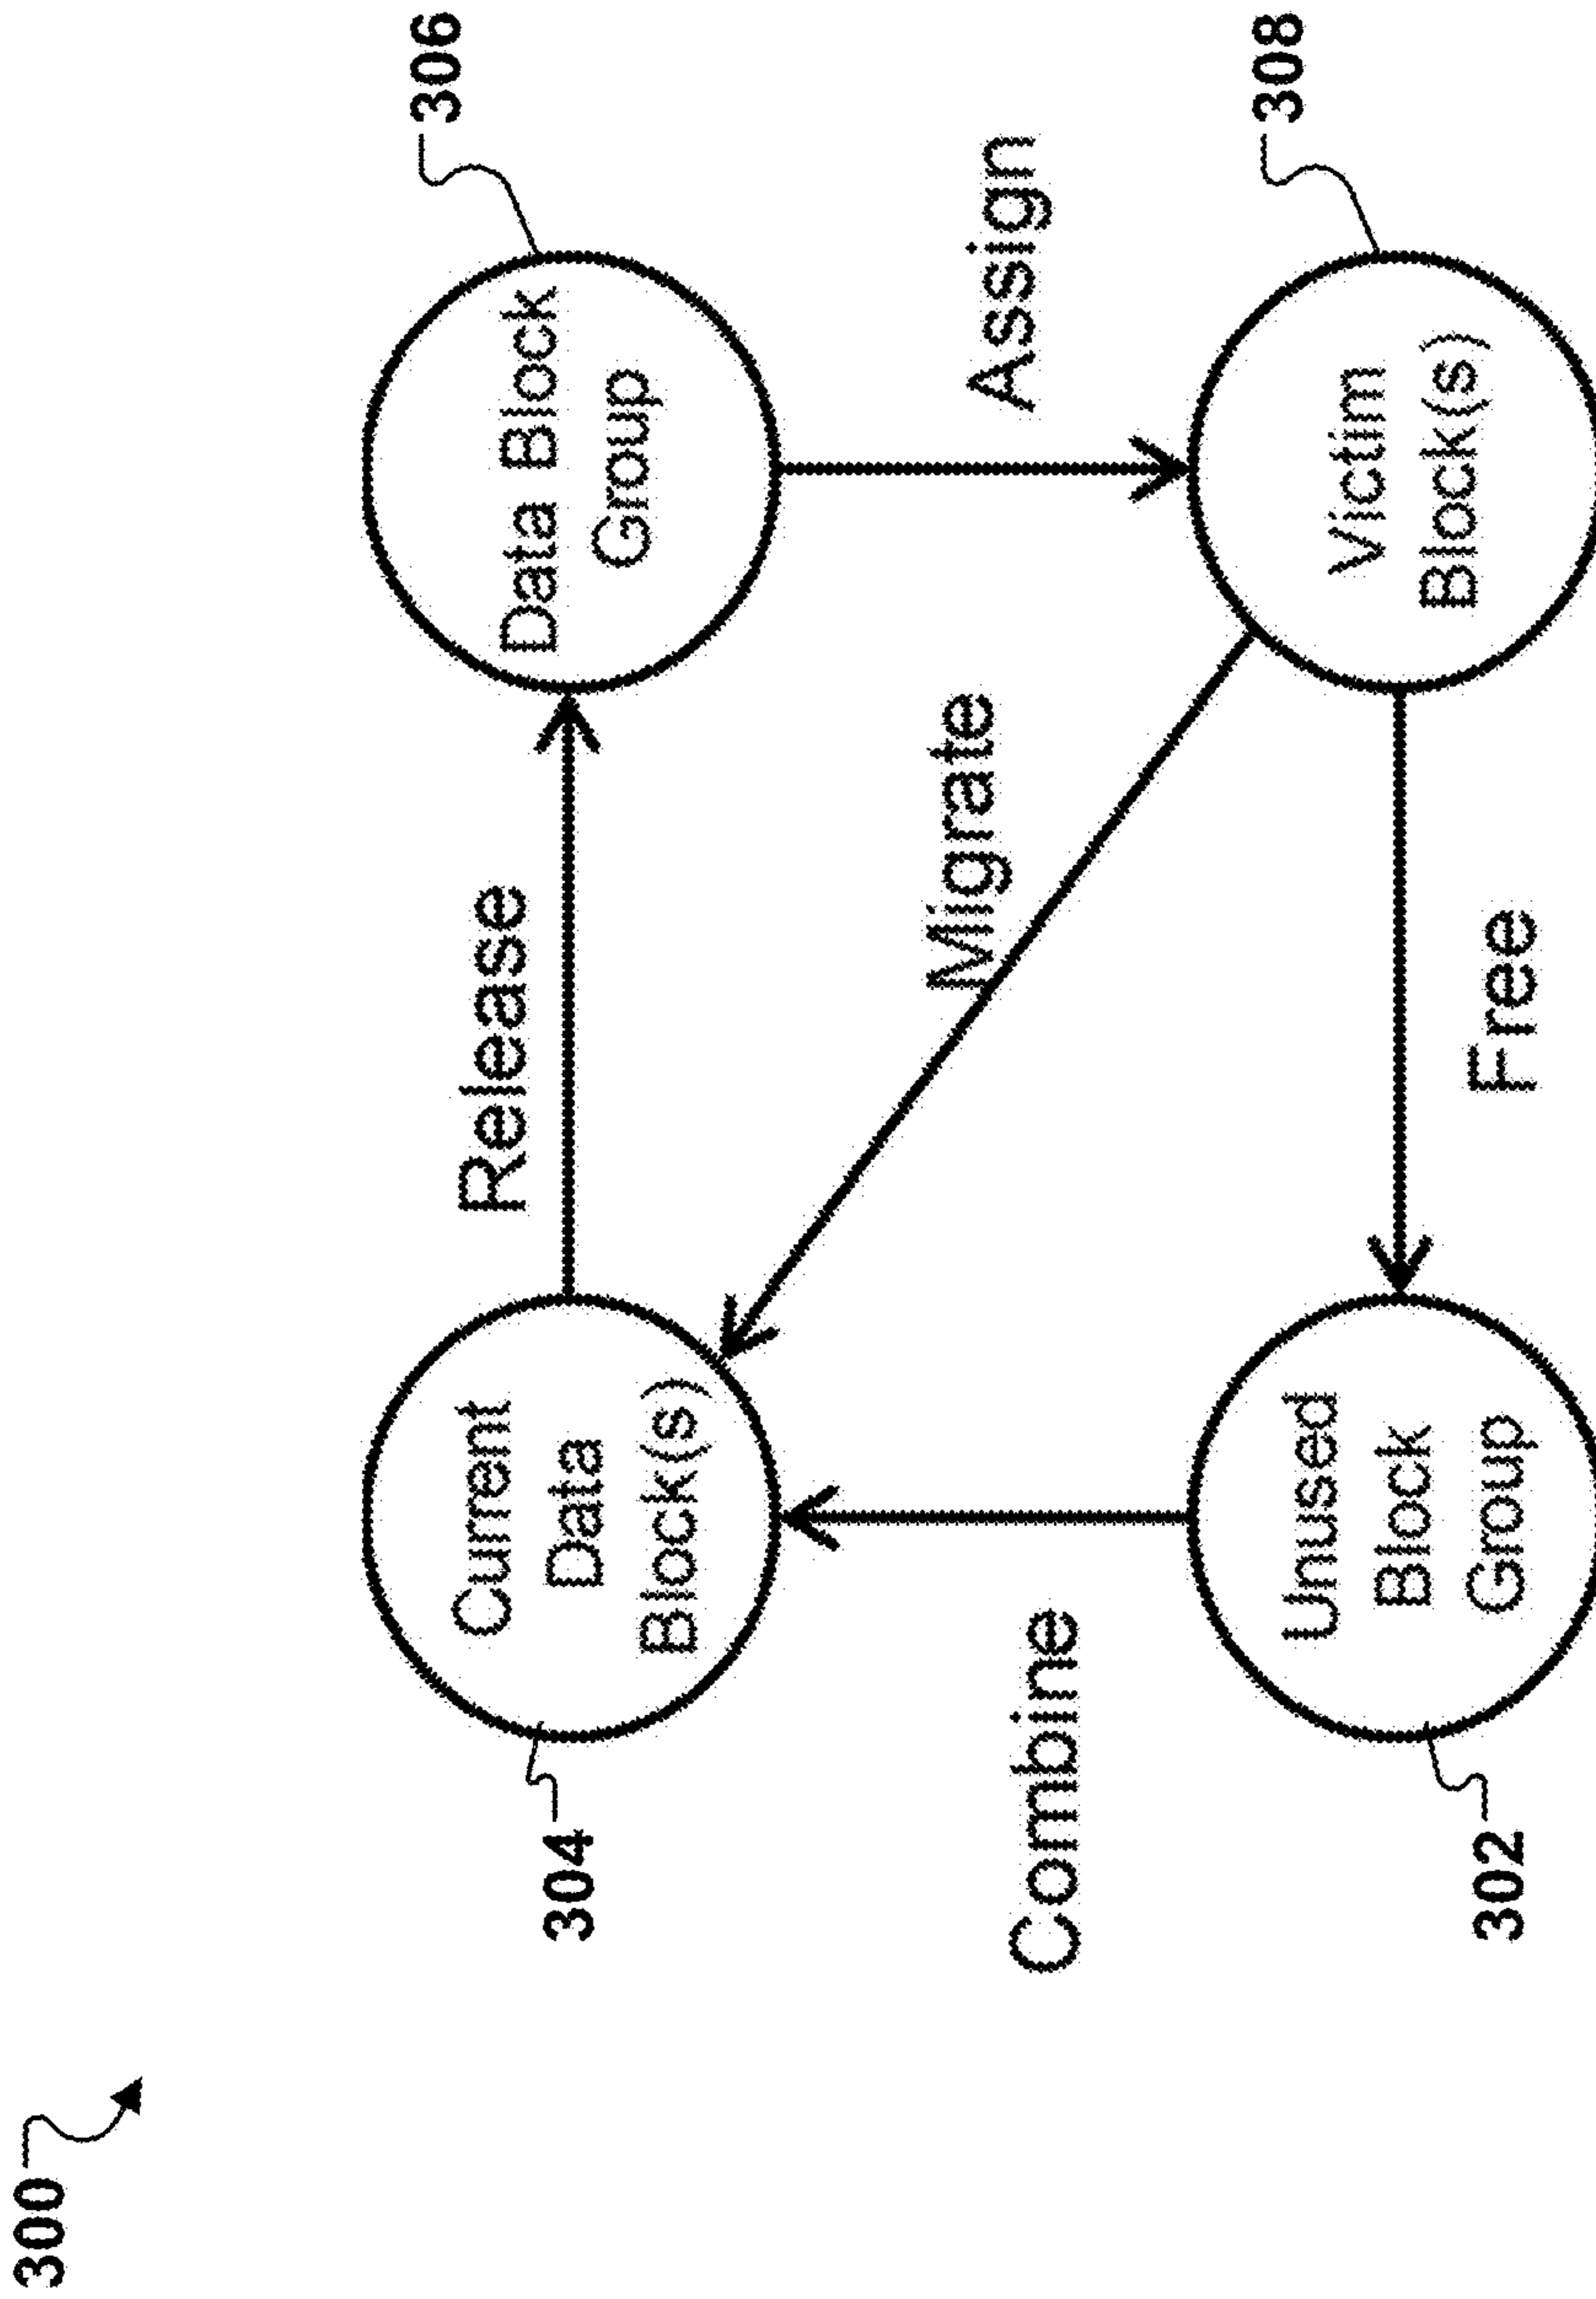 300
304
Current
Data
Block(s)
Release
Data Block
Group
306
Combine
Migrate
Assign
302
Unused
Block
Group
Free
Victim
Block(s)
308